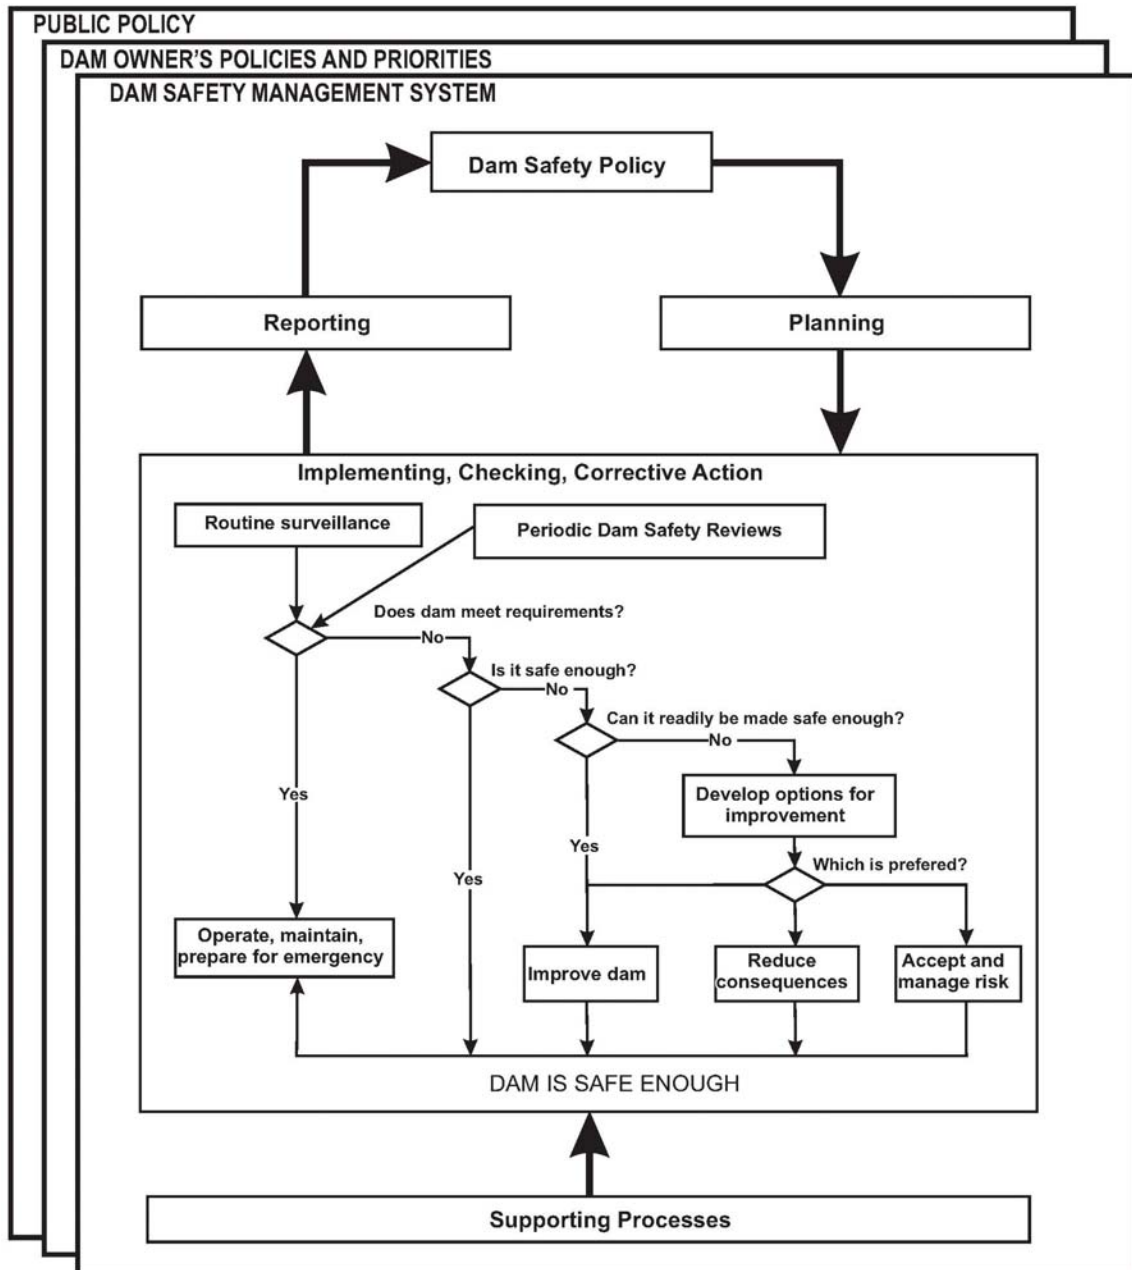 PUBLIC POLICY
DAM OWNER'S POLICIES AND PRIORITIES
DAM SAFETY MANAGEMENT SYSTEM
Dam Safety Policy
Reporting
Planning
Implementing, Checking, Corrective Action
Routine surveillance
Periodic Dam Safety Reviews
Does dam meet requirements?
No
Is it safe enough?
No
Can it readily be made safe enough?
No
Develop options for
improvement
Yes
Yes
Yes
Which is prefered?
Operate, maintain,
prepare for emergency
Improve dam
Reduce
consequences
Accept and
manage risk
DAM IS SAFE ENOUGH
Supporting Processes